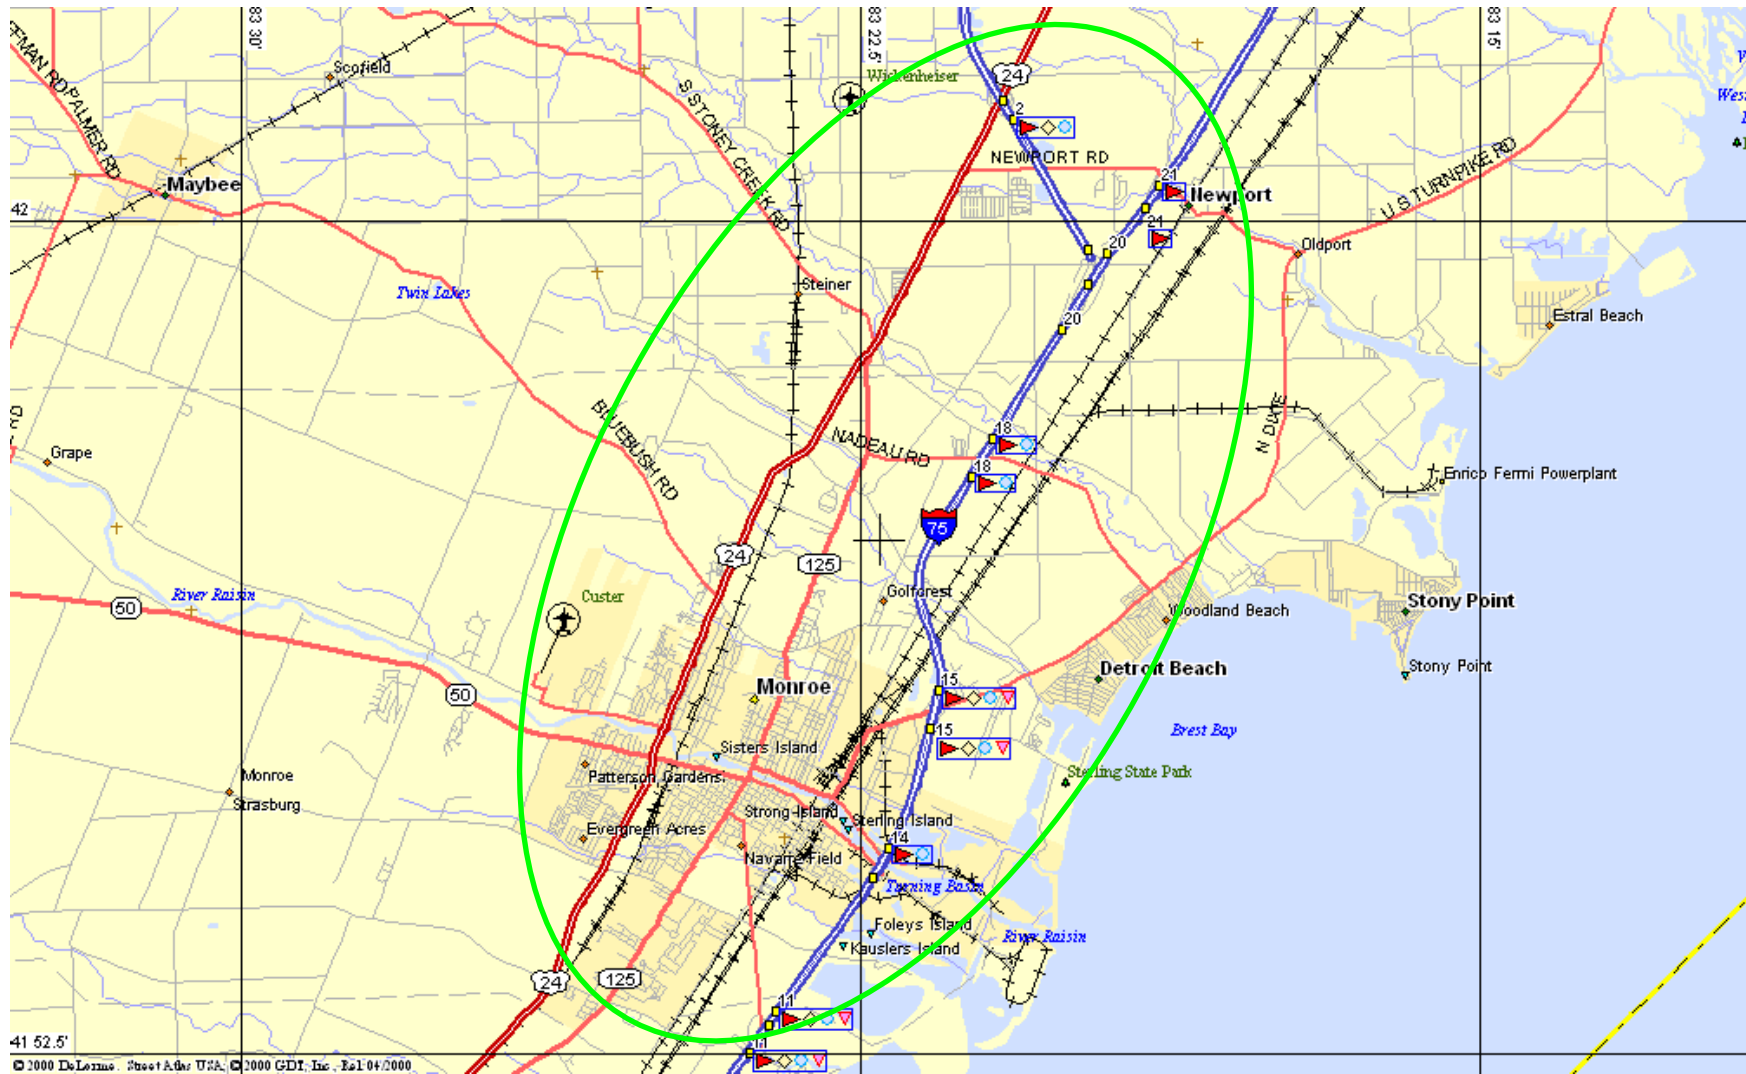 83 30'
83 22.5'
83 15'
Scofield
PALMER RD
S STONEY CREEK RD
Wickenheiser
24
2
NEWPORT RD
21
Newport
21
U S TURNPIKE RD
Maybee
42
20
Oldport
Twin Lakes
Steiner
20
Estral Beach
BLUEBUSH RD
NADEAU RD
18
18
N DIXIE
Grape
Enrico Fermi Powerplant
75
24
125
Golfcrest
Custer
River Raisin
50
Woodland Beach
Stony Point
Stony Point
Detroit Beach
50
Monroe
15
15
Brest Bay
Sisters Island
Sterling State Park
Monroe
Patterson Gardens
Strasburg
Strong Island
Sterling Island
Evergreen Acres
14
Navarre Field
Turning Basin
Foleys Island
River Raisin
Kauslers Island
24
125
11
11
41 52.5'
© 2000 DeLorme. Street Atlas USA; © 2000 GDT, Inc., Rel. 04/2000